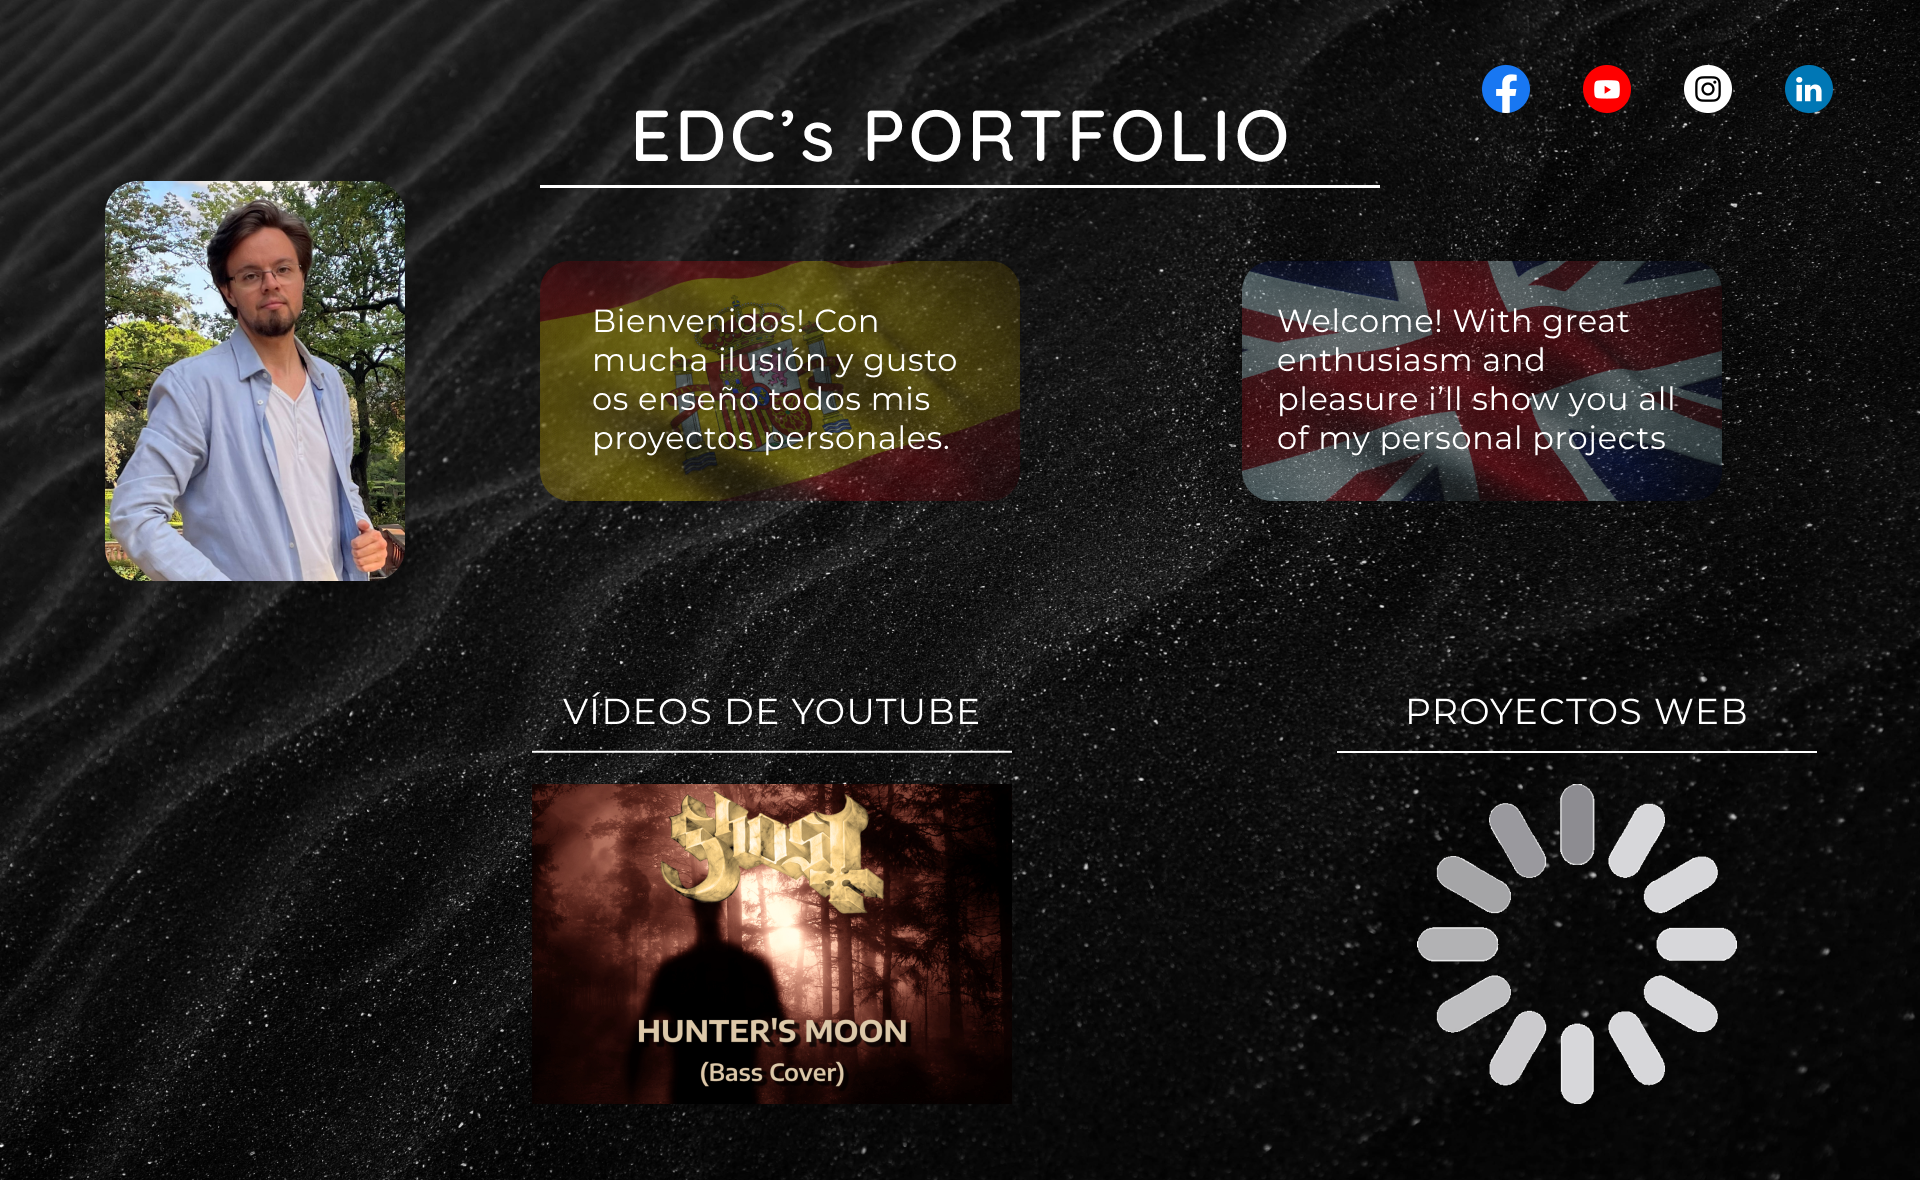 EDC’s PORTFOLIO
Bienvenidos! Con
mucha ilusión y gusto
os enseño todos mis
proyectos personales.
Welcome! With great
enthusiasm and
pleasure i’ll show you all
of my personal projects
VÍDEOS DE YOUTUBE
PROYECTOS WEB
Ghost
HUNTER'S MOON
(Bass Cover)